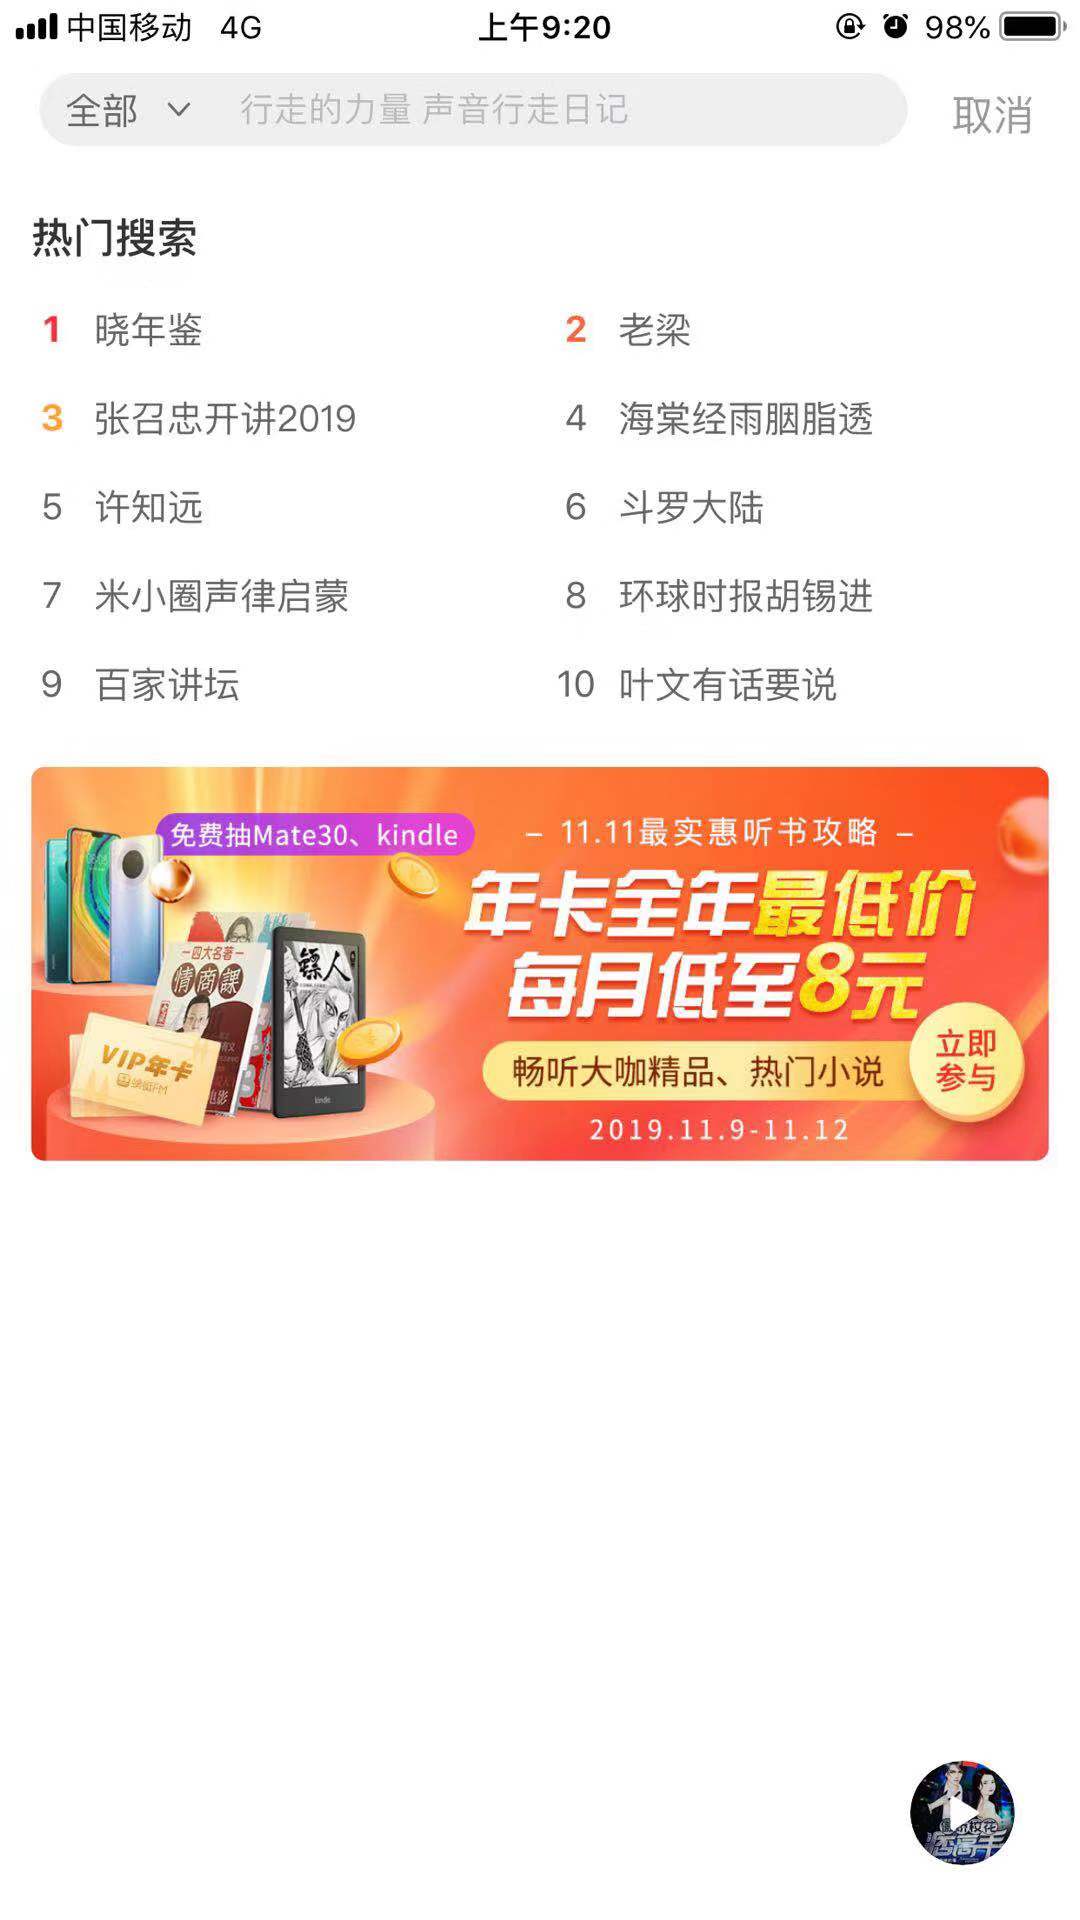 中国移动 4G 上午9:20 98%
全部 行走的力量 声音行走日记 取消
热门搜索
1 晓年鉴 2 老梁
3 张召忠开讲2019 4 海棠经雨胭脂透
5 许知远 6 斗罗大陆
7 米小圈声律启蒙 8 环球时报胡锡进
9 百家讲坛 10 叶文有话要说
免费抽Mate30、kindle
– 11.11最实惠听书攻略 –
年卡全年最低价
每月低至8元
畅听大咖精品、热门小说
立即
参与
2019.11.9-11.12
四大名著
情商課
镖人
VIP年卡
蜻蜓FM
电影
kindle